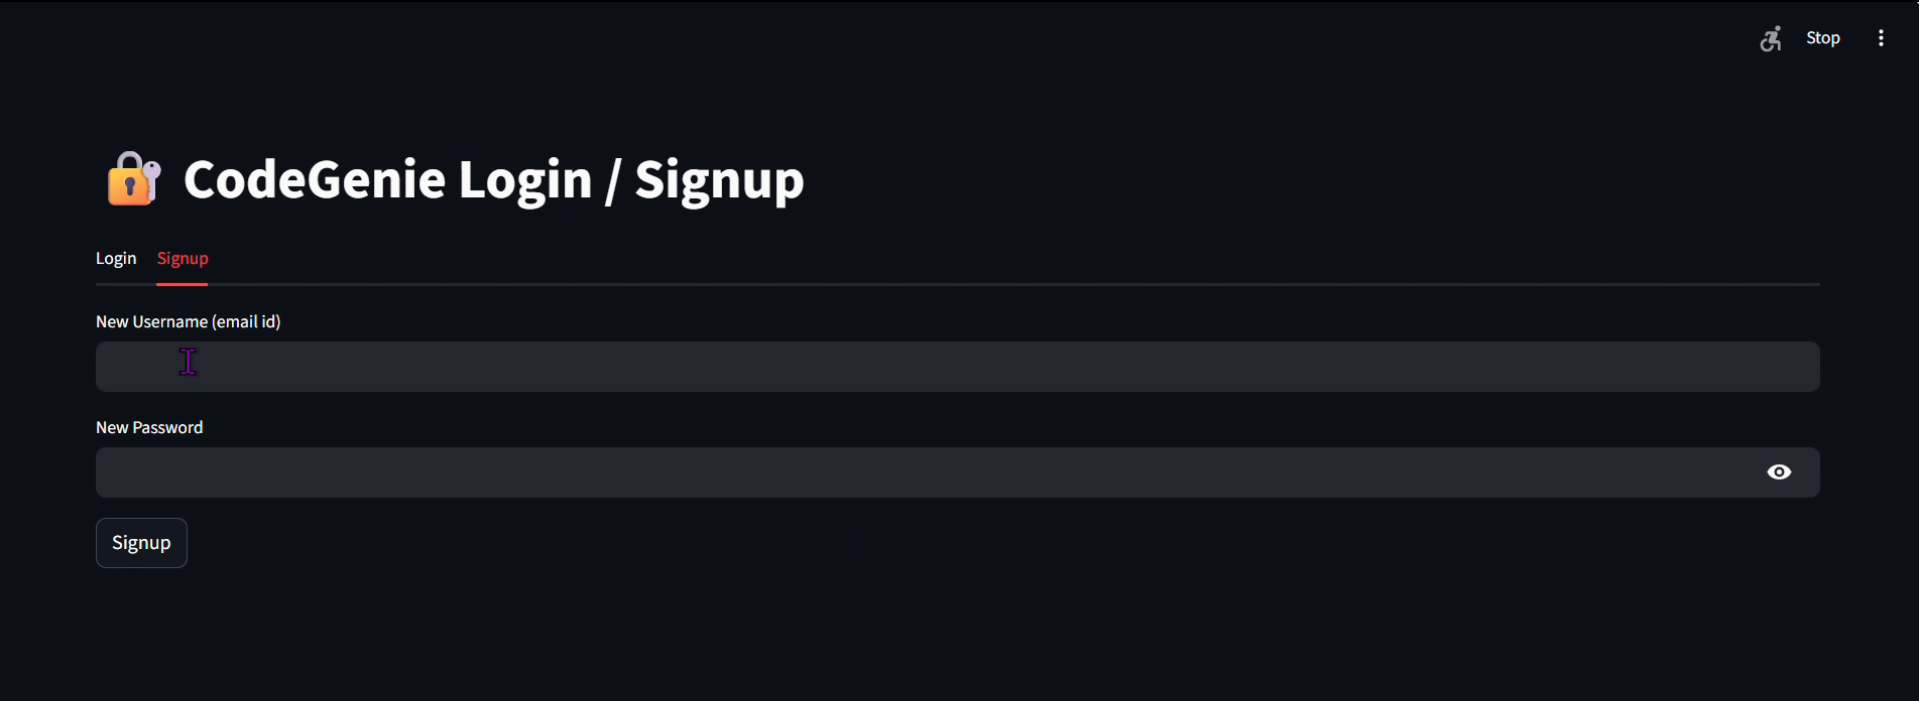 Stop
CodeGenie Login / Signup
Login Signup
New Username (email id)
New Password
Signup